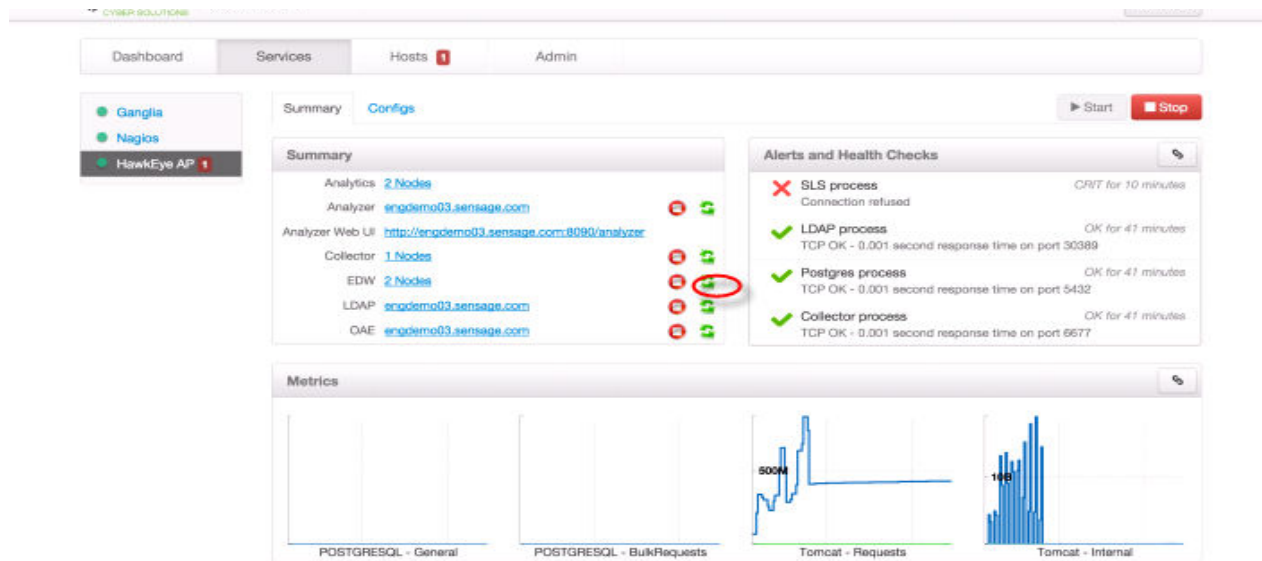 CYBER SOLUTIONS
Dashboard Services Hosts 1 Admin
Ganglia
Nagios
HawkEye AP 1
Summary Configs
Start Stop
Summary
Analytics 2 Nodes
Analyzer engdemo03.sensage.com
Analyzer Web UI http://engdemo03.sensage.com:8090/analyzer
Collector 1 Nodes
EDW 2 Nodes
LDAP engdemo03.sensage.com
OAE engdemo03.sensage.com
Alerts and Health Checks
SLS process CRIT for 10 minutes
Connection refused
LDAP process OK for 41 minutes
TCP OK - 0.001 second response time on port 30389
Postgres process OK for 41 minutes
TCP OK - 0.001 second response time on port 5432
Collector process OK for 41 minutes
TCP OK - 0.001 second response time on port 6677
Metrics
500M
10B
POSTGRESQL - General
POSTGRESQL - BulkRequests
Tomcat - Requests
Tomcat - Internal